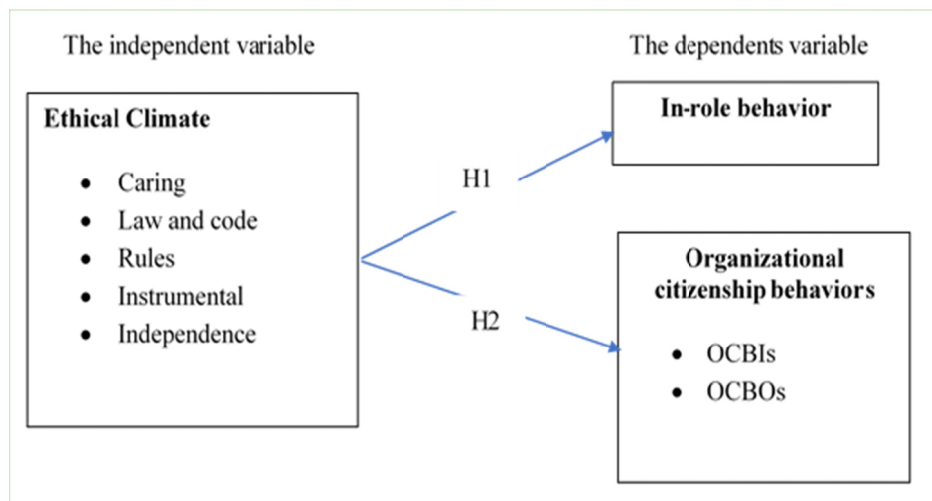 The independent variable
The dependents variable
Ethical Climate
• Caring
• Law and code
• Rules
• Instrumental
• Independence
H1
H2
In-role behavior
Organizational
citizenship behaviors
• OCBIs
• OCBOs